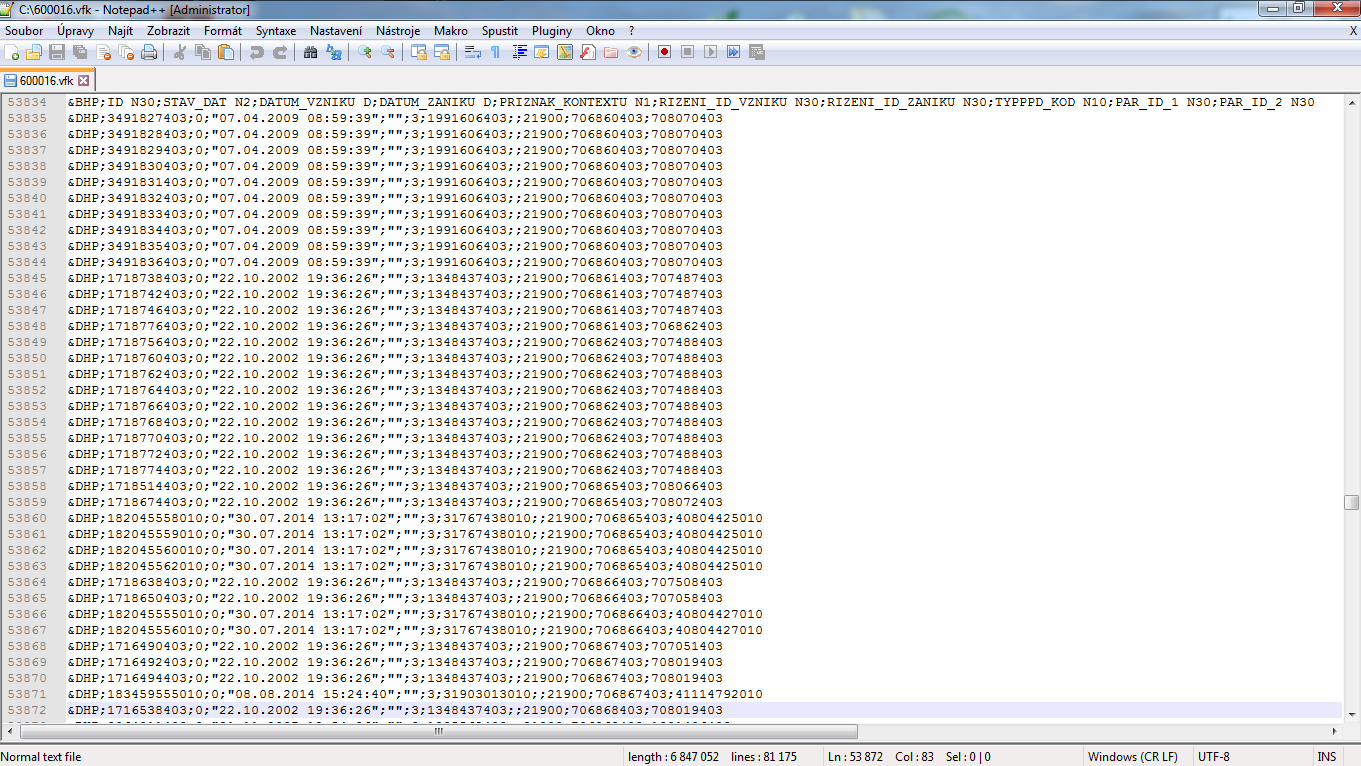 C:\600016.vfk - Notepad++ [Administrator]
Soubor Úpravy Najít Zobrazit Formát Syntaxe Nastavení Nástroje Makro Spustit Pluginy Okno ? X
600016.vfk
53834 &BHP;ID N30;STAV_DAT N2;DATUM_VZNIKU D;DATUM_ZANIKU D;PRIZNAK_KONTEXTU N1;RIZENI_ID_VZNIKU N30;RIZENI_ID_ZANIKU N30;TYPPPD_KOD N10;PAR_ID_1 N30;PAR_ID_2 N30
53835 &DHP;3491827403;0;"07.04.2009 08:59:39";"";3;1991606403;;21900;706860403;708070403
53836 &DHP;3491828403;0;"07.04.2009 08:59:39";"";3;1991606403;;21900;706860403;708070403
53837 &DHP;3491829403;0;"07.04.2009 08:59:39";"";3;1991606403;;21900;706860403;708070403
53838 &DHP;3491830403;0;"07.04.2009 08:59:39";"";3;1991606403;;21900;706860403;708070403
53839 &DHP;3491831403;0;"07.04.2009 08:59:39";"";3;1991606403;;21900;706860403;708070403
53840 &DHP;3491832403;0;"07.04.2009 08:59:39";"";3;1991606403;;21900;706860403;708070403
53841 &DHP;3491833403;0;"07.04.2009 08:59:39";"";3;1991606403;;21900;706860403;708070403
53842 &DHP;3491834403;0;"07.04.2009 08:59:39";"";3;1991606403;;21900;706860403;708070403
53843 &DHP;3491835403;0;"07.04.2009 08:59:39";"";3;1991606403;;21900;706860403;708070403
53844 &DHP;3491836403;0;"07.04.2009 08:59:39";"";3;1991606403;;21900;706860403;708070403
53845 &DHP;1718738403;0;"22.10.2002 19:36:26";"";3;1348437403;;21900;706861403;707487403
53846 &DHP;1718742403;0;"22.10.2002 19:36:26";"";3;1348437403;;21900;706861403;707487403
53847 &DHP;1718746403;0;"22.10.2002 19:36:26";"";3;1348437403;;21900;706861403;707487403
53848 &DHP;1718776403;0;"22.10.2002 19:36:26";"";3;1348437403;;21900;706861403;706862403
53849 &DHP;1718756403;0;"22.10.2002 19:36:26";"";3;1348437403;;21900;706862403;707488403
53850 &DHP;1718760403;0;"22.10.2002 19:36:26";"";3;1348437403;;21900;706862403;707488403
53851 &DHP;1718762403;0;"22.10.2002 19:36:26";"";3;1348437403;;21900;706862403;707488403
53852 &DHP;1718764403;0;"22.10.2002 19:36:26";"";3;1348437403;;21900;706862403;707488403
53853 &DHP;1718766403;0;"22.10.2002 19:36:26";"";3;1348437403;;21900;706862403;707488403
53854 &DHP;1718768403;0;"22.10.2002 19:36:26";"";3;1348437403;;21900;706862403;707488403
53855 &DHP;1718770403;0;"22.10.2002 19:36:26";"";3;1348437403;;21900;706862403;707488403
53856 &DHP;1718772403;0;"22.10.2002 19:36:26";"";3;1348437403;;21900;706862403;707488403
53857 &DHP;1718774403;0;"22.10.2002 19:36:26";"";3;1348437403;;21900;706862403;707488403
53858 &DHP;1718514403;0;"22.10.2002 19:36:26";"";3;1348437403;;21900;706865403;708066403
53859 &DHP;1718674403;0;"22.10.2002 19:36:26";"";3;1348437403;;21900;706865403;708072403
53860 &DHP;182045558010;0;"30.07.2014 13:17:02";"";3;31767438010;;21900;706865403;40804425010
53861 &DHP;182045559010;0;"30.07.2014 13:17:02";"";3;31767438010;;21900;706865403;40804425010
53862 &DHP;182045560010;0;"30.07.2014 13:17:02";"";3;31767438010;;21900;706865403;40804425010
53863 &DHP;182045562010;0;"30.07.2014 13:17:02";"";3;31767438010;;21900;706865403;40804425010
53864 &DHP;1718638403;0;"22.10.2002 19:36:26";"";3;1348437403;;21900;706866403;707508403
53865 &DHP;1718650403;0;"22.10.2002 19:36:26";"";3;1348437403;;21900;706866403;707058403
53866 &DHP;182045555010;0;"30.07.2014 13:17:02";"";3;31767438010;;21900;706866403;40804427010
53867 &DHP;182045556010;0;"30.07.2014 13:17:02";"";3;31767438010;;21900;706866403;40804427010
53868 &DHP;1716490403;0;"22.10.2002 19:36:26";"";3;1348437403;;21900;706867403;707051403
53869 &DHP;1716492403;0;"22.10.2002 19:36:26";"";3;1348437403;;21900;706867403;708019403
53870 &DHP;1716494403;0;"22.10.2002 19:36:26";"";3;1348437403;;21900;706867403;708019403
53871 &DHP;183459555010;0;"08.08.2014 15:24:40";"";3;31903013010;;21900;706867403;41114792010
53872 &DHP;1716538403;0;"22.10.2002 19:36:26";"";3;1348437403;;21900;706868403;708019403
Normal text file length : 6 847 052 lines : 81 175 Ln : 53 872 Col : 83 Sel : 0 | 0 Windows (CR LF) UTF-8 INS